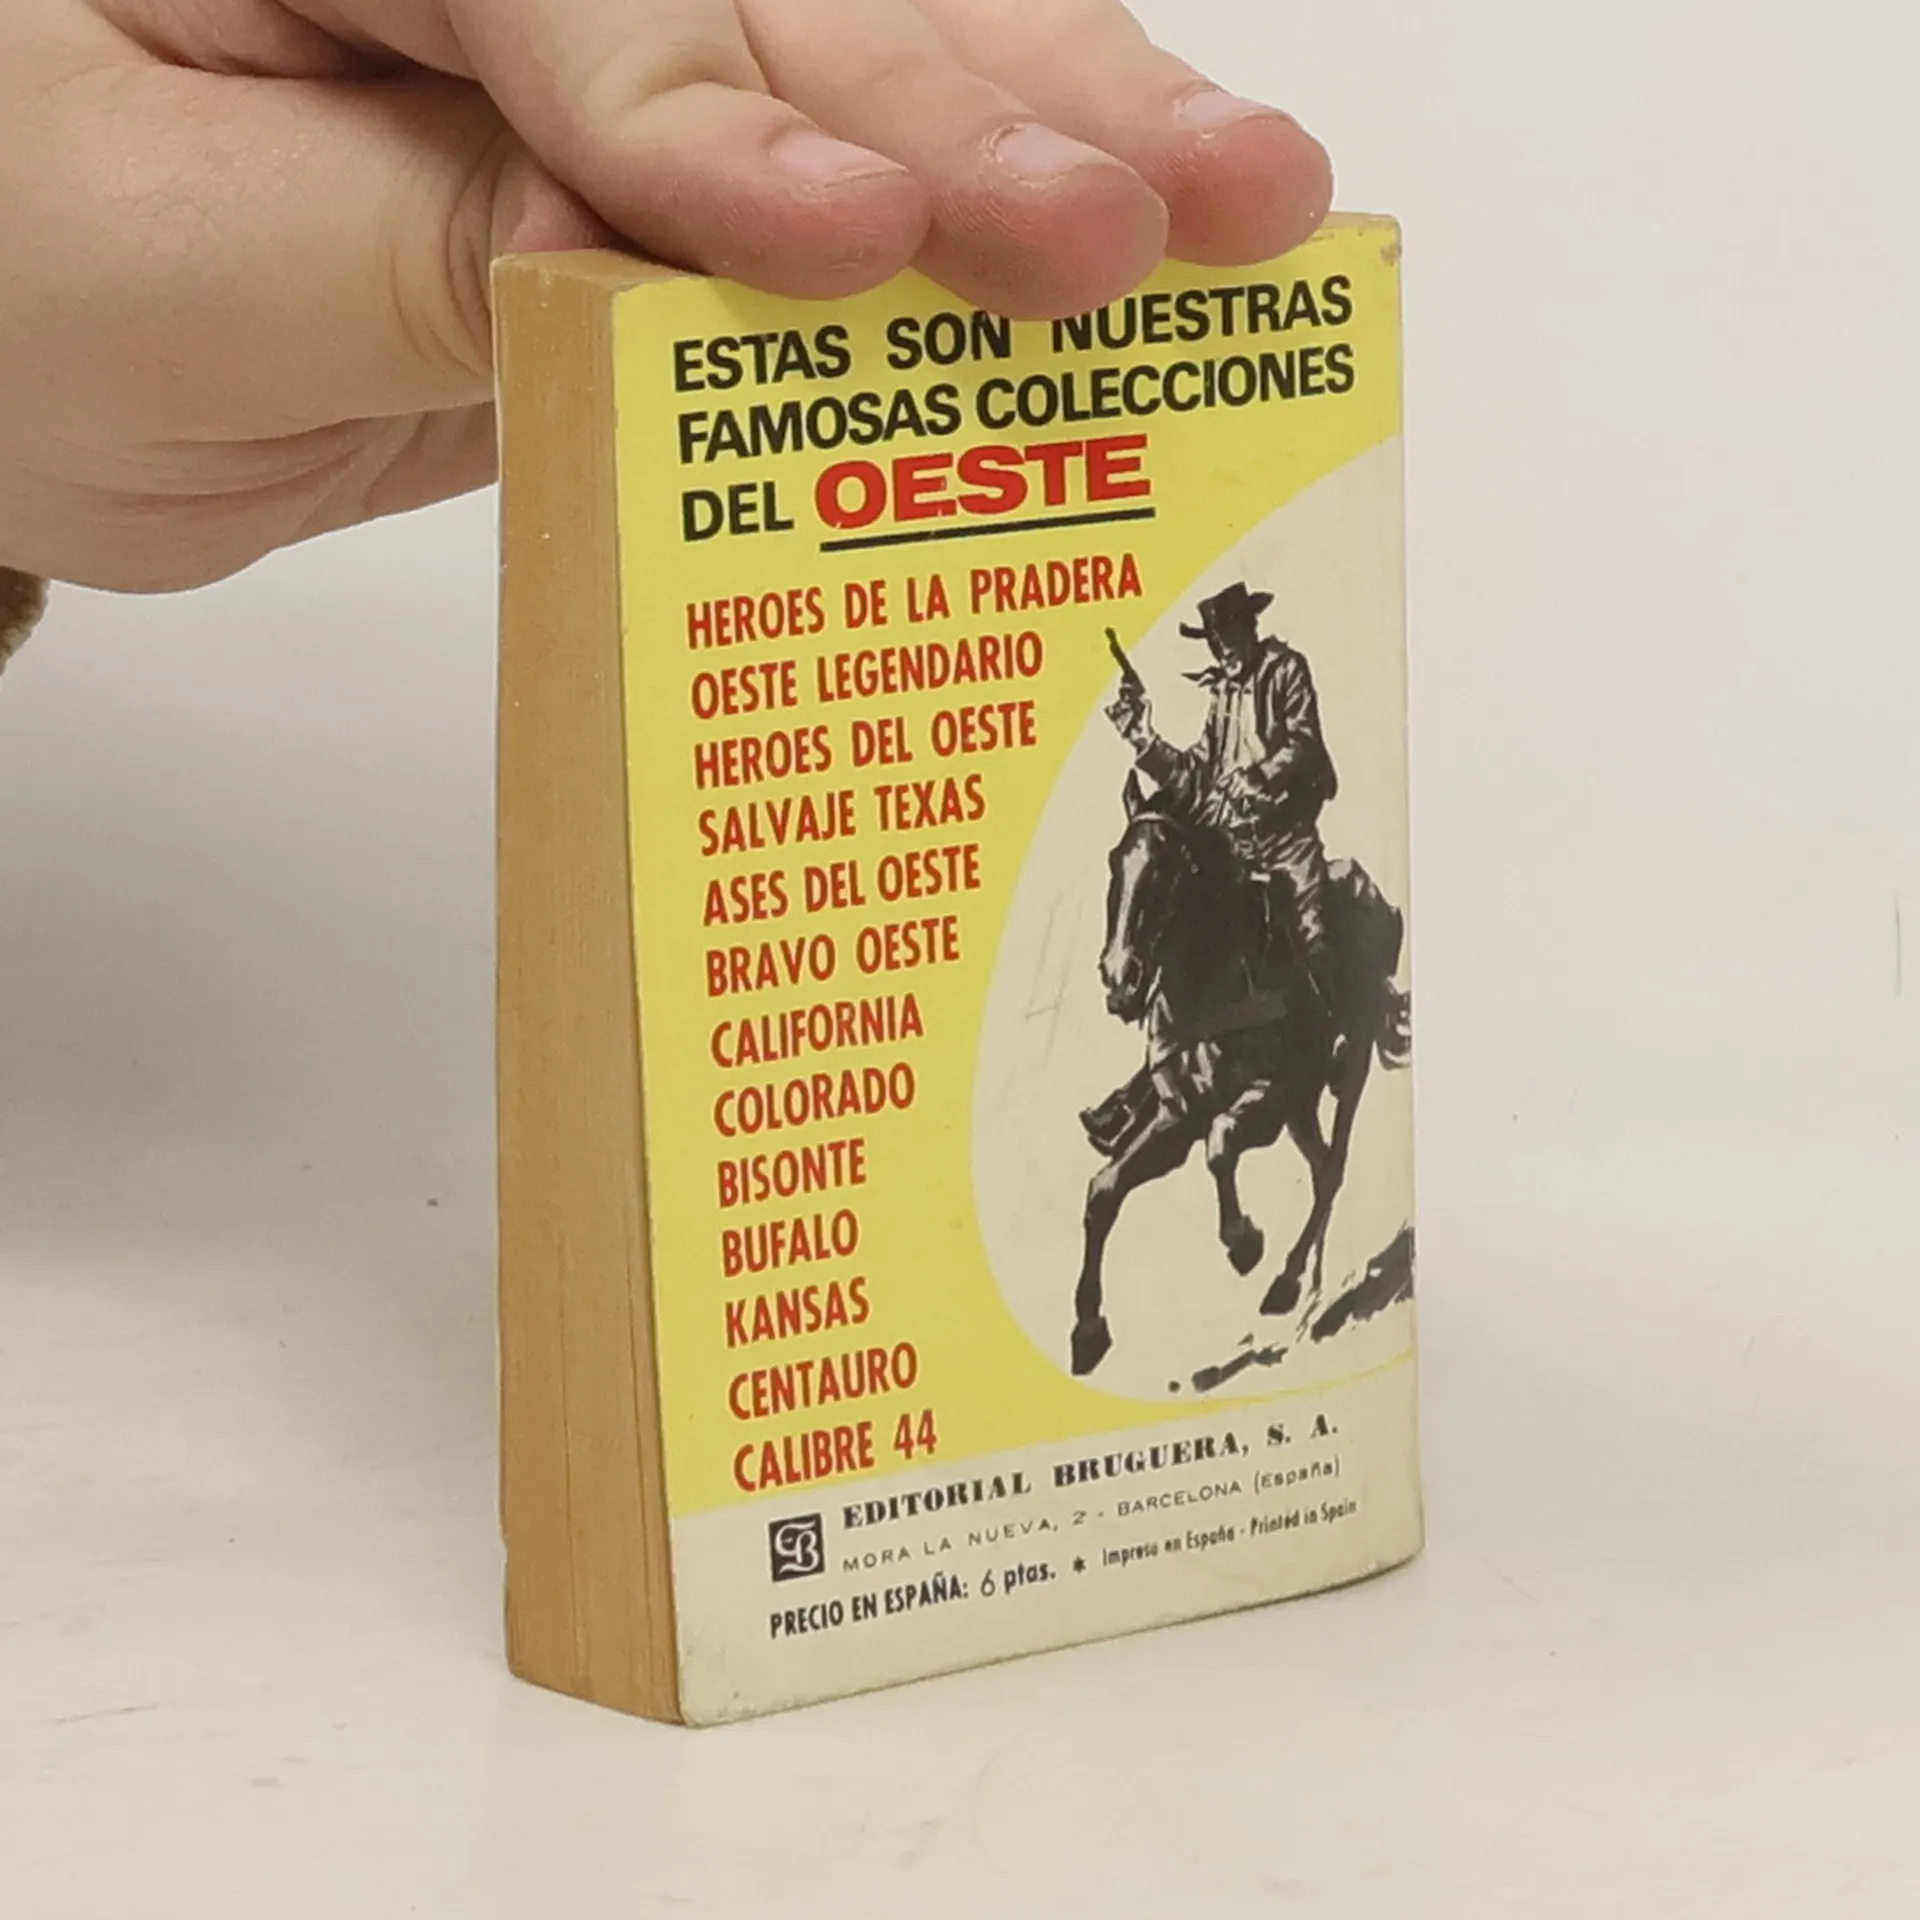 ESTAS SON NUESTRAS
FAMOSAS COLECCIONES
DEL OESTE
HEROES DE LA PRADERA
OESTE LEGENDARIO
HEROES DEL OESTE
SALVAJE TEXAS
ASES DEL OESTE
BRAVO OESTE
CALIFORNIA
COLORADO
BISONTE
BUFALO
KANSAS
CENTAURO
CALIBRE 44
B EDITORIAL BRUGUERA, S. A.
MORA LA NUEVA, 2 - BARCELONA (España)
PRECIO EN ESPAÑA: 6 ptas. * Impreso en España - Printed in Spain